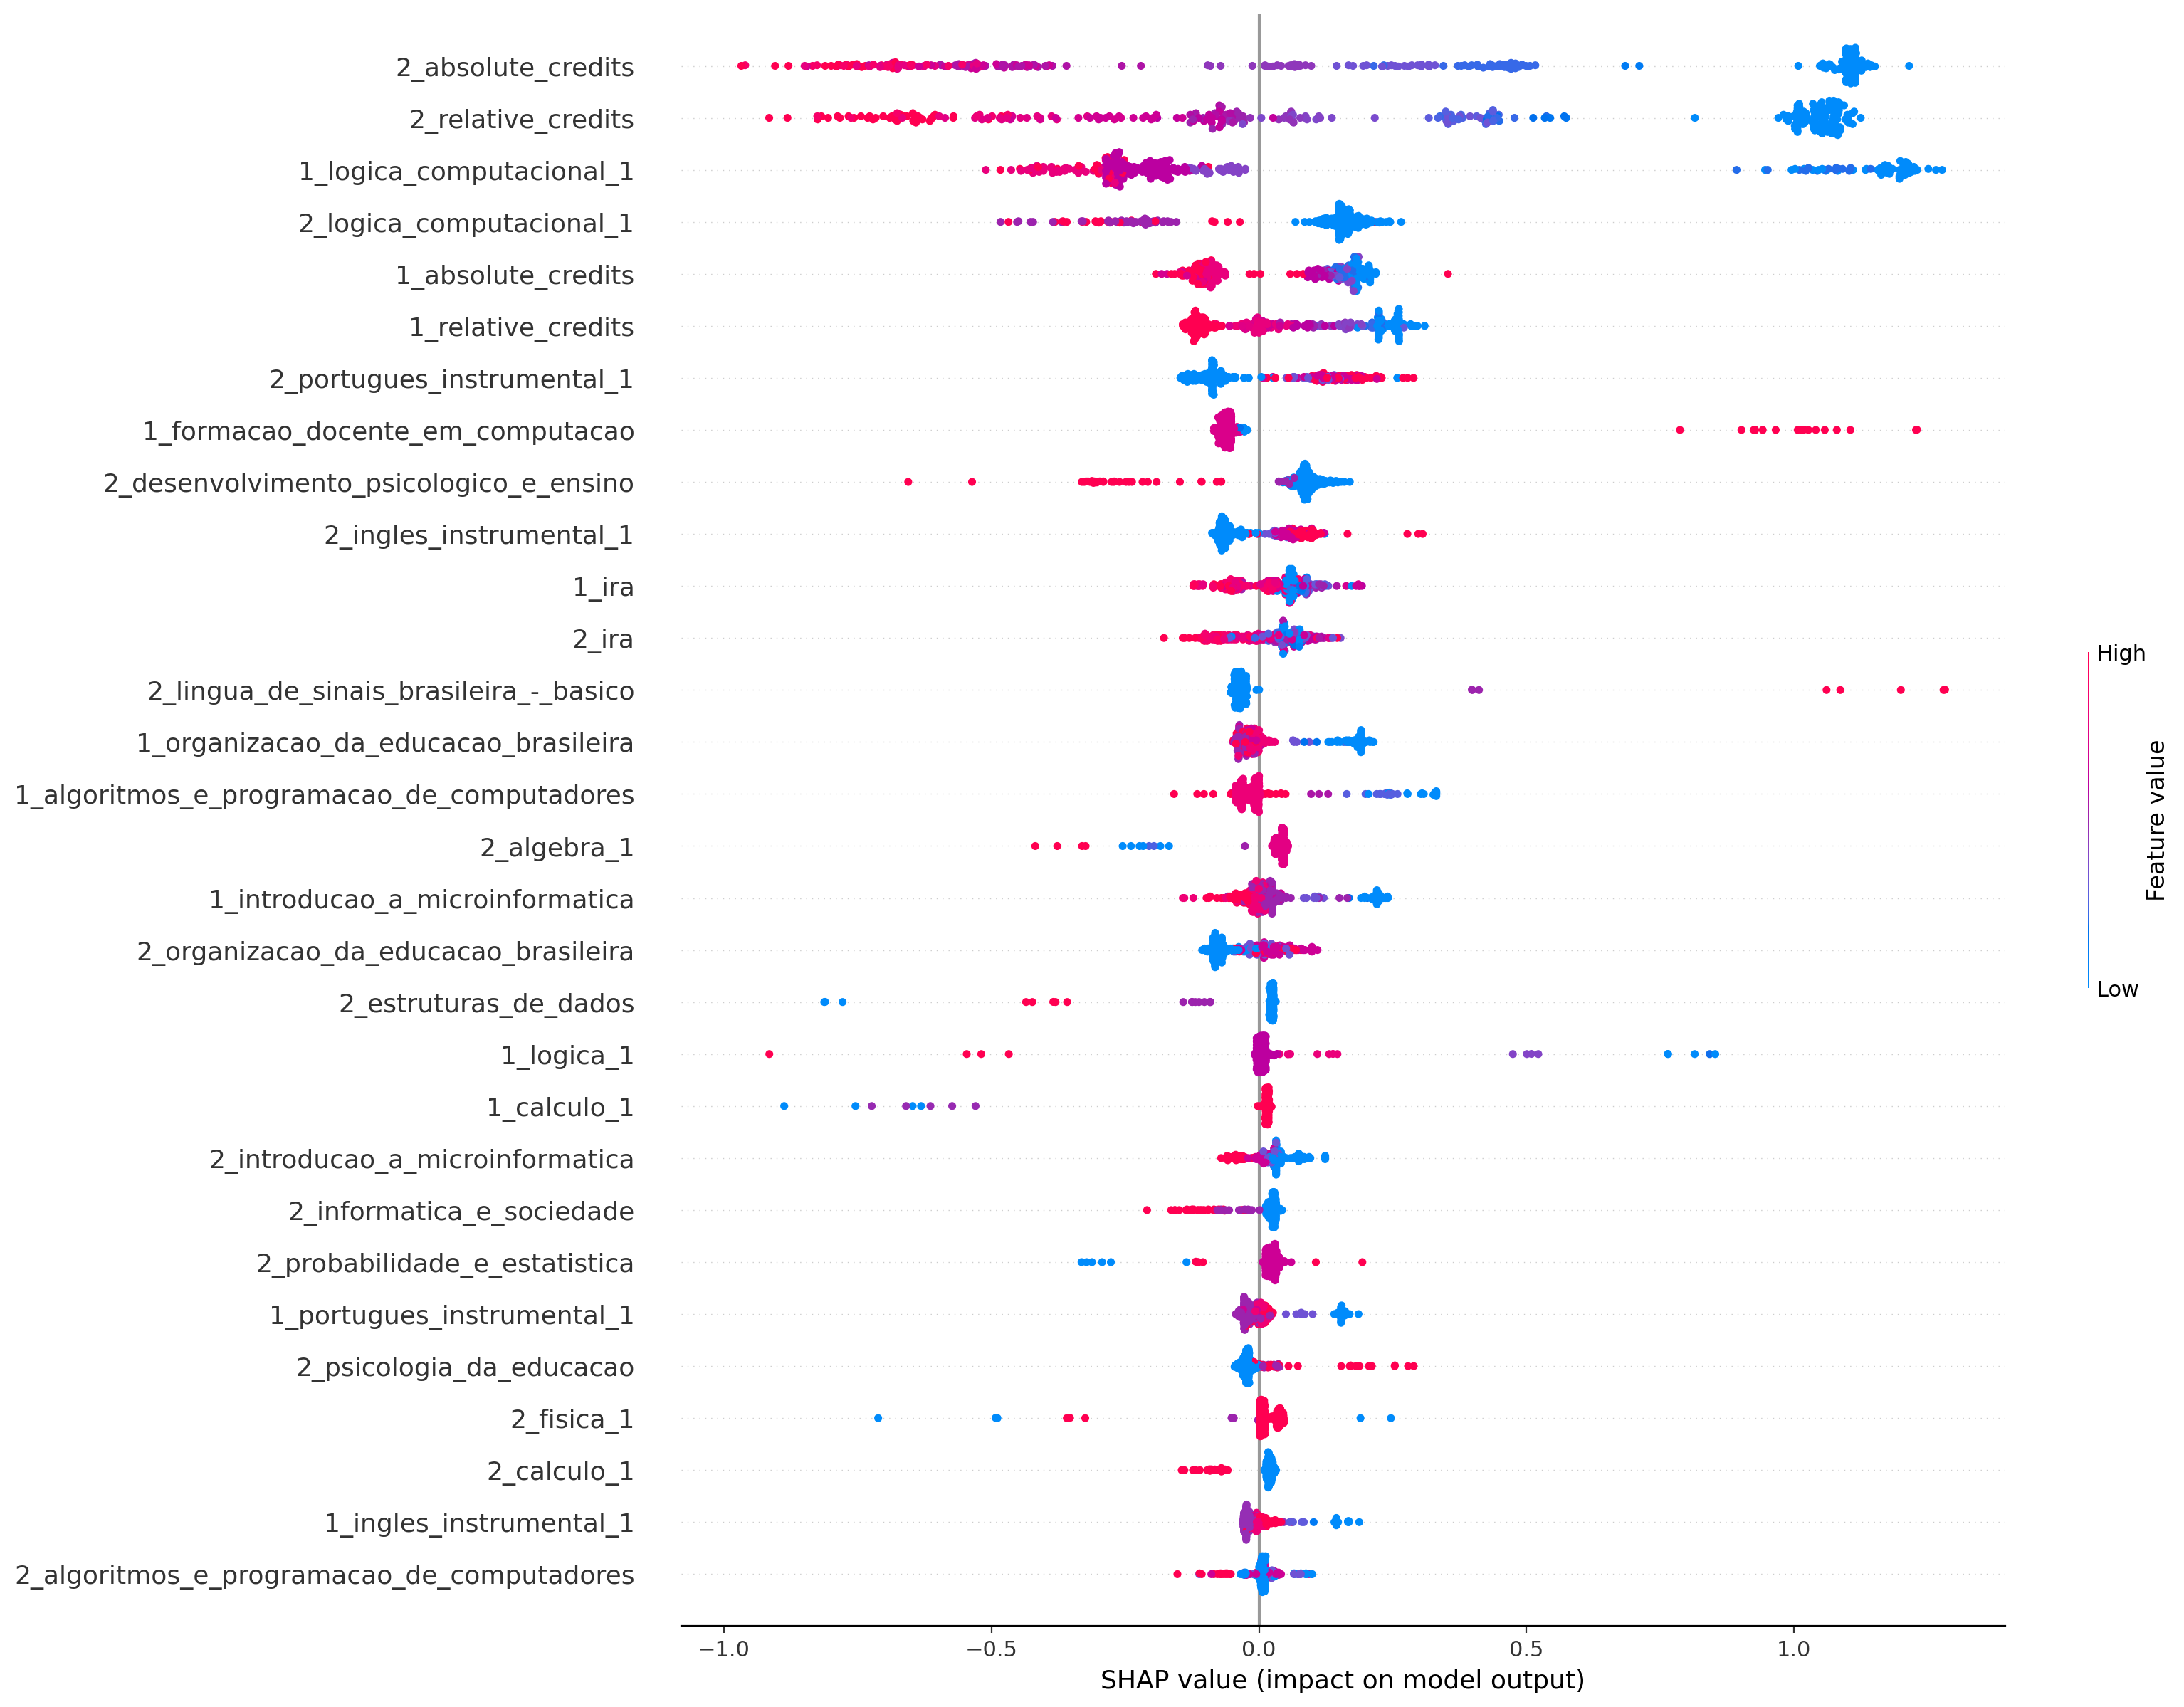 2_absolute_credits
2_relative_credits
1_logica_computacional_1
2_logica_computacional_1
1_absolute_credits
1_relative_credits
2_portugues_instrumental_1
1_formacao_docente_em_computacao
2_desenvolvimento_psicologico_e_ensino
2_ingles_instrumental_1
1_ira
2_ira
2_lingua_de_sinais_brasileira_-_basico
1_organizacao_da_educacao_brasileira
1_algoritmos_e_programacao_de_computadores
2_algebra_1
1_introducao_a_microinformatica
2_organizacao_da_educacao_brasileira
2_estruturas_de_dados
1_logica_1
1_calculo_1
2_introducao_a_microinformatica
2_informatica_e_sociedade
2_probabilidade_e_estatistica
1_portugues_instrumental_1
2_psicologia_da_educacao
2_fisica_1
2_calculo_1
1_ingles_instrumental_1
2_algoritmos_e_programacao_de_computadores
−1.0 −0.5 0.0 0.5 1.0
SHAP value (impact on model output)
High
Feature value
Low